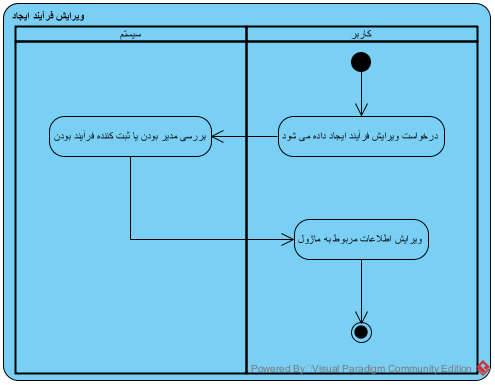 ویرایش فرآیند ایجاد
کاربر
سیستم
درخواست ویرایش فرآیند ایجاد داده می شود
بررسی مدیر بودن یا ثبت کننده فرآیند بودن
ویرایش اطلاعات مربوط به ماژول
Powered By Visual Paradigm Community Edition